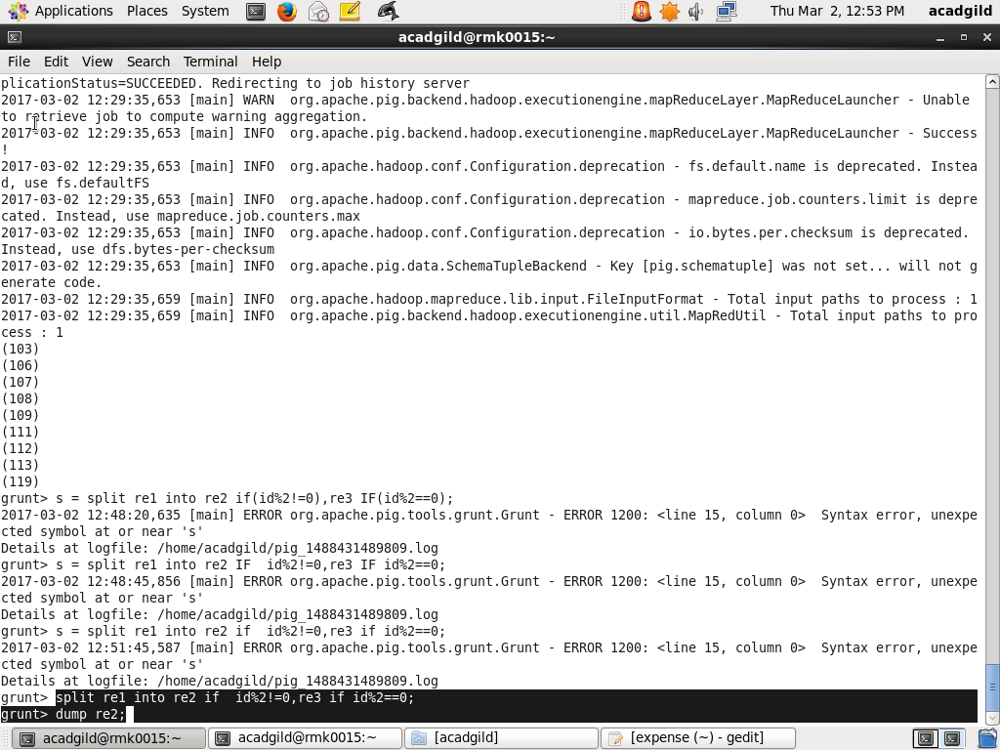 Applications Places System Thu Mar 2, 12:53 PM acadgild
acadgild@rmk0015:~
File Edit View Search Terminal Help
plicationStatus=SUCCEEDED. Redirecting to job history server
2017-03-02 12:29:35,653 [main] WARN  org.apache.pig.backend.hadoop.executionengine.mapReduceLayer.MapReduceLauncher - Unable
to retrieve job to compute warning aggregation.
2017-03-02 12:29:35,653 [main] INFO  org.apache.pig.backend.hadoop.executionengine.mapReduceLayer.MapReduceLauncher - Success
!
2017-03-02 12:29:35,653 [main] INFO  org.apache.hadoop.conf.Configuration.deprecation - fs.default.name is deprecated. Instea
d, use fs.defaultFS
2017-03-02 12:29:35,653 [main] INFO  org.apache.hadoop.conf.Configuration.deprecation - mapreduce.job.counters.limit is depre
cated. Instead, use mapreduce.job.counters.max
2017-03-02 12:29:35,653 [main] INFO  org.apache.hadoop.conf.Configuration.deprecation - io.bytes.per.checksum is deprecated.
Instead, use dfs.bytes-per-checksum
2017-03-02 12:29:35,653 [main] INFO  org.apache.pig.data.SchemaTupleBackend - Key [pig.schematuple] was not set... will not g
enerate code.
2017-03-02 12:29:35,659 [main] INFO  org.apache.hadoop.mapreduce.lib.input.FileInputFormat - Total input paths to process : 1
2017-03-02 12:29:35,659 [main] INFO  org.apache.pig.backend.hadoop.executionengine.util.MapRedUtil - Total input paths to pro
cess : 1
(103)
(106)
(107)
(108)
(109)
(111)
(112)
(113)
(119)
grunt> s = split re1 into re2 if(id%2!=0),re3 IF(id%2==0);
2017-03-02 12:48:20,635 [main] ERROR org.apache.pig.tools.grunt.Grunt - ERROR 1200: <line 15, column 0>  Syntax error, unexpe
cted symbol at or near 's'
Details at logfile: /home/acadgild/pig_1488431489809.log
grunt> s = split re1 into re2 IF  id%2!=0,re3 IF id%2==0;
2017-03-02 12:48:45,856 [main] ERROR org.apache.pig.tools.grunt.Grunt - ERROR 1200: <line 15, column 0>  Syntax error, unexpe
cted symbol at or near 's'
Details at logfile: /home/acadgild/pig_1488431489809.log
grunt> s = split re1 into re2 if  id%2!=0,re3 if id%2==0;
2017-03-02 12:51:45,587 [main] ERROR org.apache.pig.tools.grunt.Grunt - ERROR 1200: <line 15, column 0>  Syntax error, unexpe
cted symbol at or near 's'
Details at logfile: /home/acadgild/pig_1488431489809.log
grunt> split re1 into re2 if  id%2!=0,re3 if id%2==0;
grunt> dump re2;
acadgild@rmk0015:~ acadgild@rmk0015:~ [acadgild] [expense (~) - gedit]